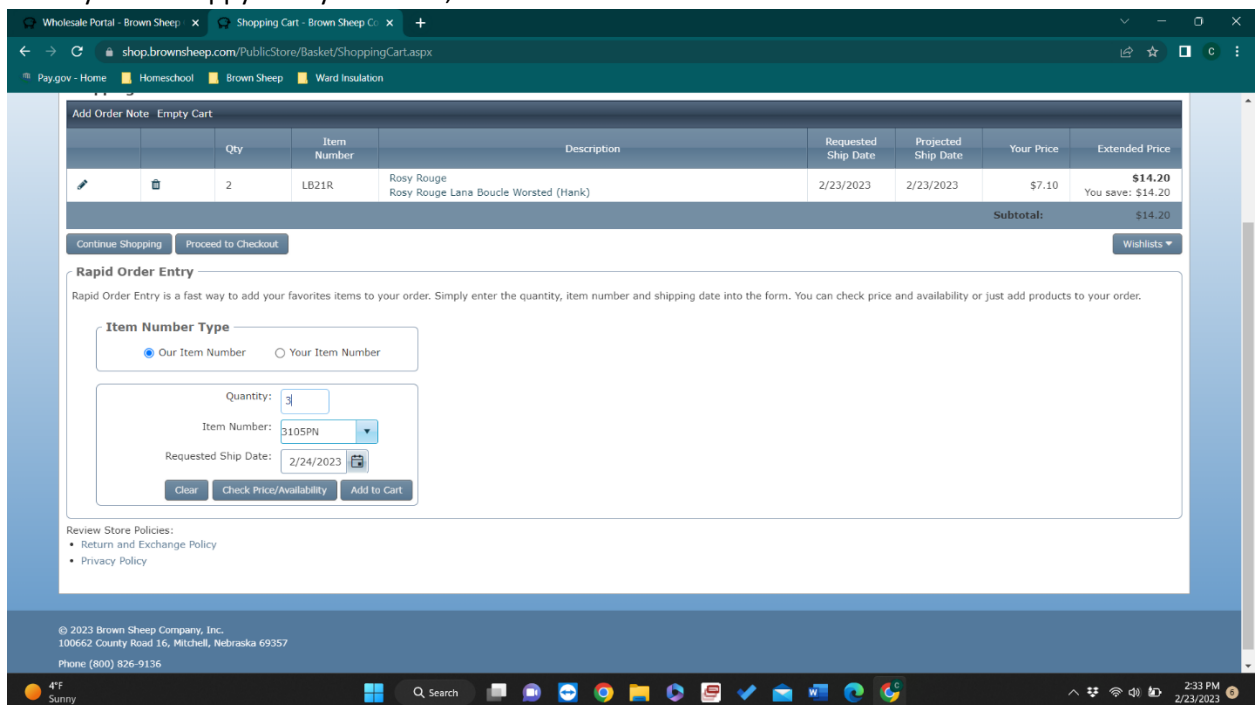 Wholesale Portal - Brown Sheep
Shopping Cart - Brown Sheep Co
shop.brownsheep.com/PublicStore/Basket/ShoppingCart.aspx
C
Pay.gov - Home Homeschool Brown Sheep Ward Insulation
Add Order Note Empty Cart
Qty Item Number Description Requested Ship Date Projected Ship Date Your Price Extended Price
2 LB21R Rosy Rouge 2/23/2023 2/23/2023 $7.10 $14.20
Rosy Rouge Lana Boucle Worsted (Hank) You save: $14.20
Subtotal: $14.20
Continue Shopping Proceed to Checkout Wishlists
Rapid Order Entry
Rapid Order Entry is a fast way to add your favorites items to your order. Simply enter the quantity, item number and shipping date into the form. You can check price and availability or just add products to your order.
Item Number Type
Our Item Number Your Item Number
Quantity: 3
Item Number: 3105PN
Requested Ship Date: 2/24/2023
Clear Check Price/Availability Add to Cart
Review Store Policies:
• Return and Exchange Policy
• Privacy Policy
© 2023 Brown Sheep Company, Inc.
100662 County Road 16, Mitchell, Nebraska 69357
Phone (800) 826-9136
4°F
Sunny
Search
2:33 PM
2/23/2023
6